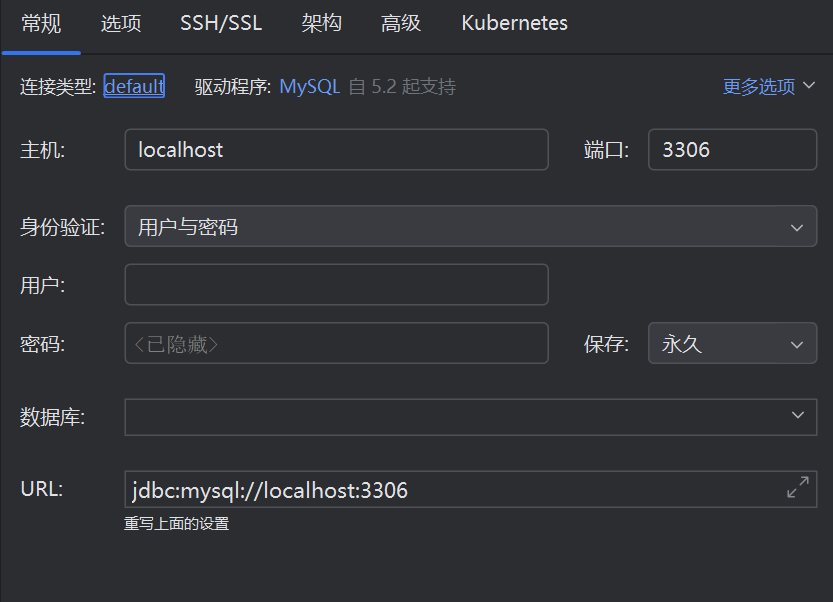 常规 选项 SSH/SSL 架构 高级 Kubernetes
连接类型: default 驱动程序: MySQL 自 5.2 起支持 更多选项
主机: localhost 端口: 3306
身份验证: 用户与密码
用户:
密码: <已隐藏> 保存: 永久
数据库:
URL: jdbc:mysql://localhost:3306
重写上面的设置